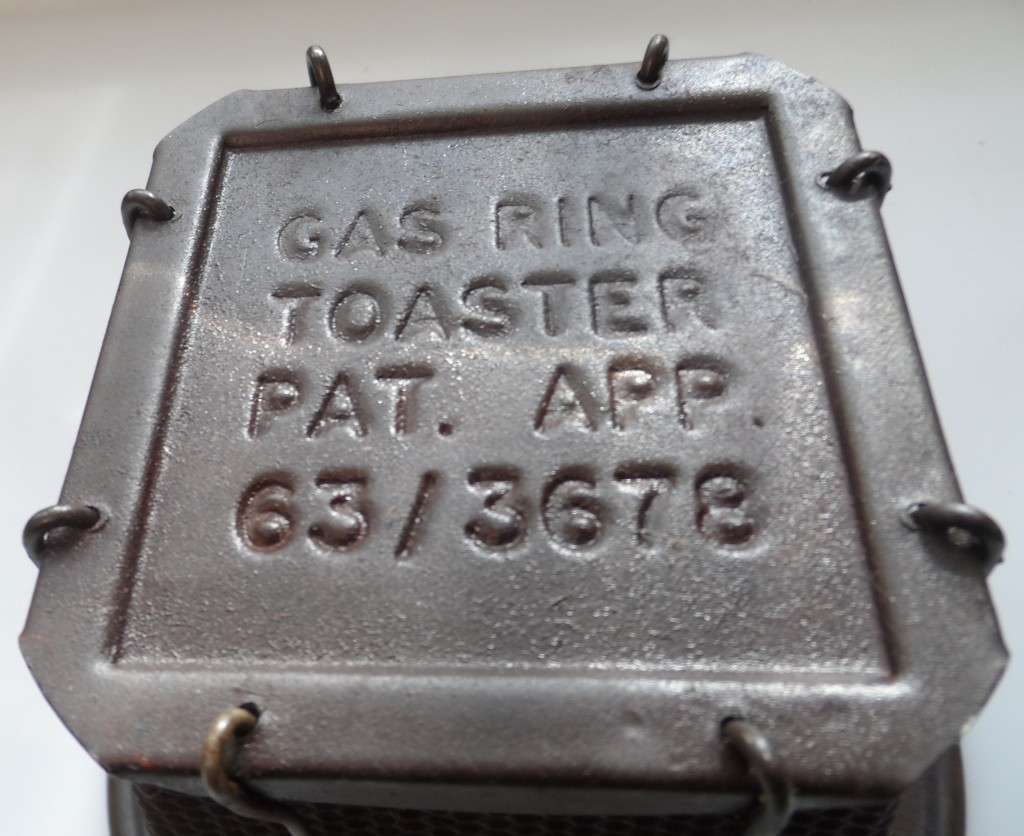 GAS RING
TOASTER
PAT. APP.
63/3678